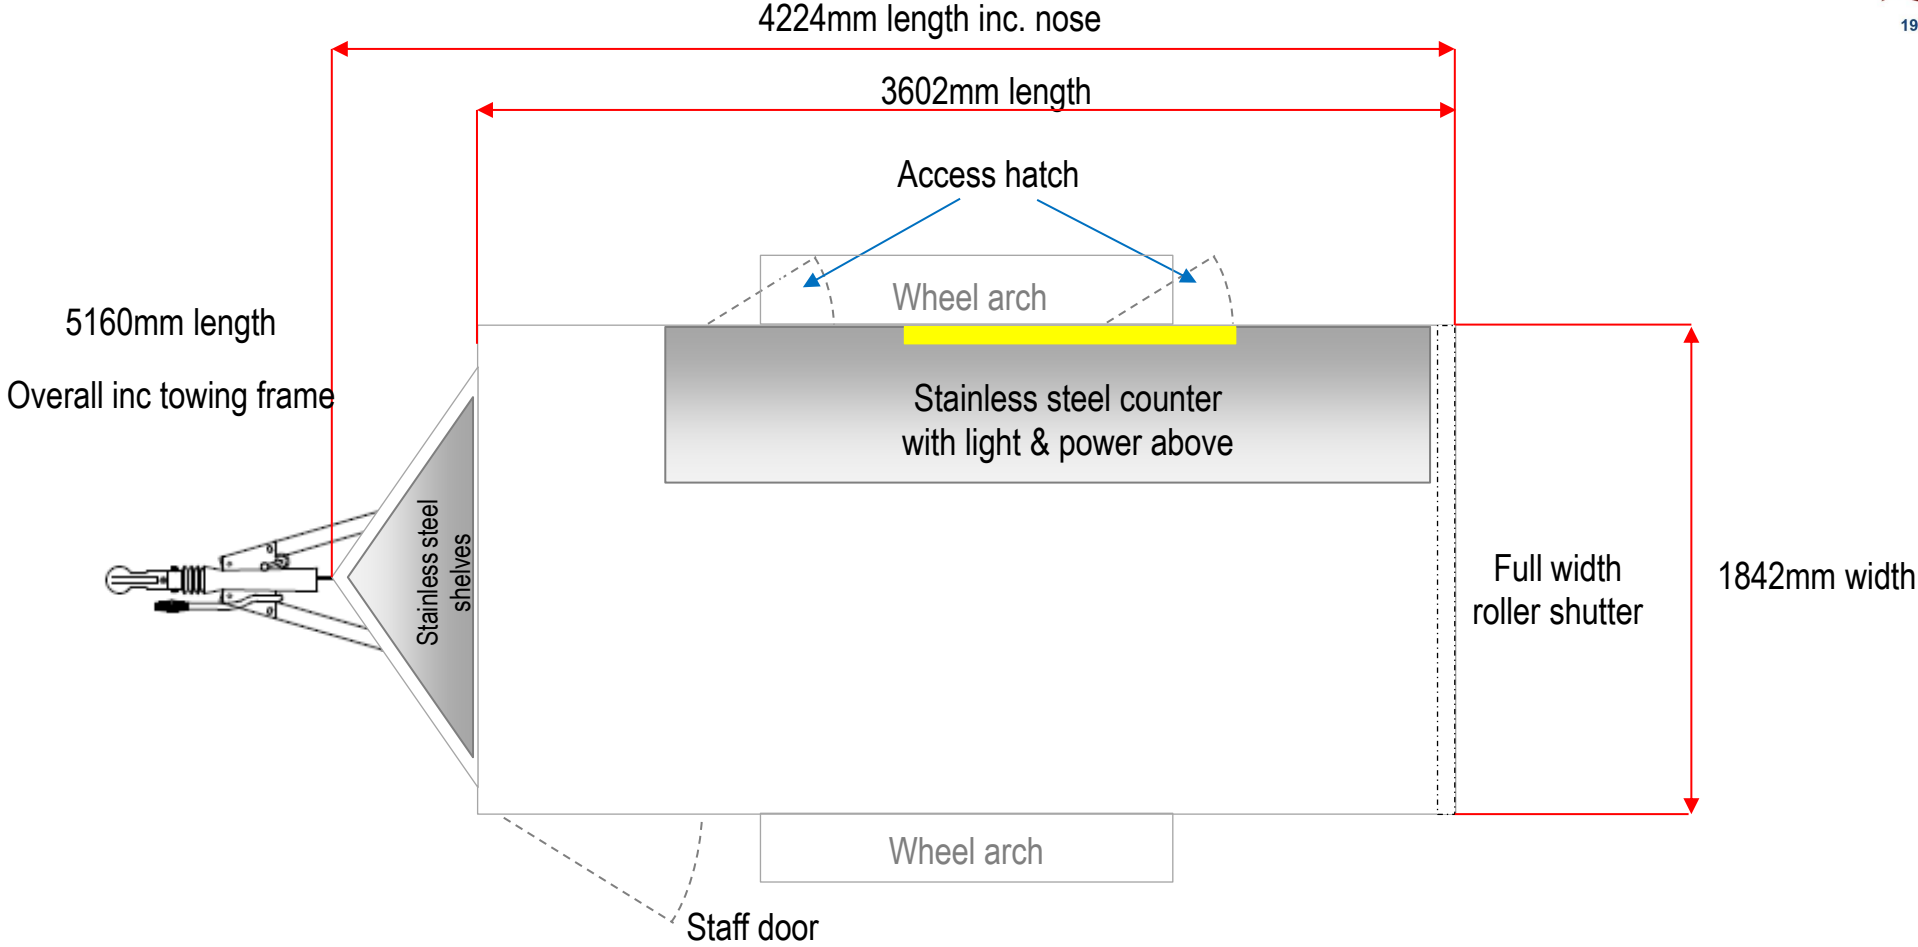 4224mm length inc. nose
19
3602mm length
Access hatch
Wheel arch
5160mm length
Overall inc towing frame
Stainless steel counter
with light & power above
Stainless steel
shelves
Full width
roller shutter
1842mm width
Wheel arch
Staff door